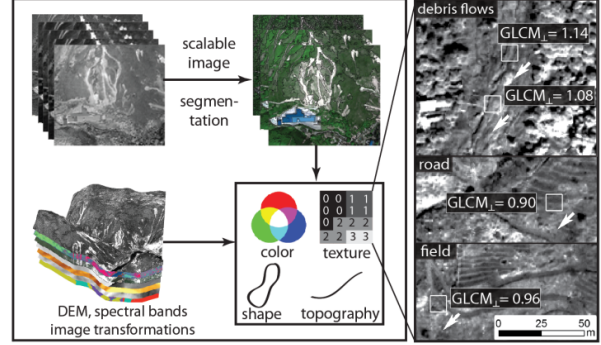 scalable
image
segmen-
tation
DEM, spectral bands
image transformations
color
texture
0 0 1 1
0 0 1 1
0 2 2 2
2 2 3 3
shape
topography
debris flows
GLCM⊥= 1.14
GLCM⊥= 1.08
road
GLCM⊥= 0.90
field
GLCM⊥= 0.96
0 25 50
m